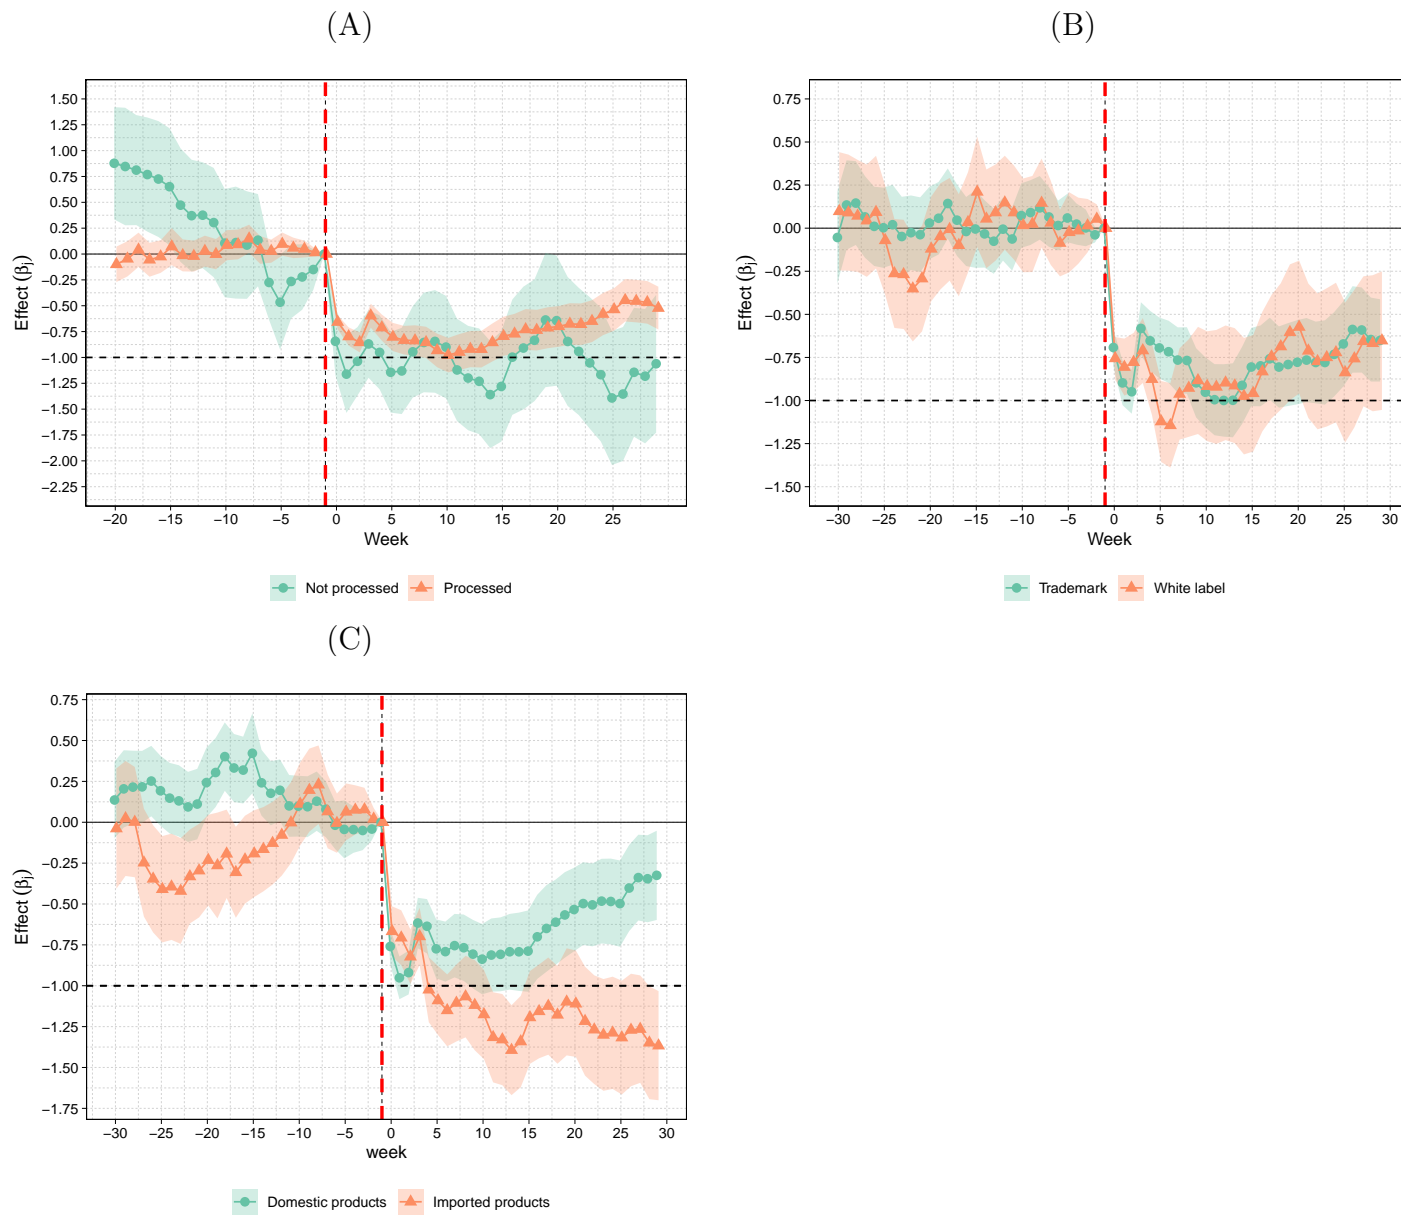 (A)
Effect (βj)
1.50
1.25
1.00
0.75
0.50
0.25
0.00
−0.25
−0.50
−0.75
−1.00
−1.25
−1.50
−1.75
−2.00
−2.25
−20 −15 −10 −5 0 5 10 15 20 25
Week
Not processed Processed
(B)
Effect (βj)
0.75
0.50
0.25
0.00
−0.25
−0.50
−0.75
−1.00
−1.25
−1.50
−30 −25 −20 −15 −10 −5 0 5 10 15 20 25 30
Week
Trademark White label
(C)
Effect (βj)
0.75
0.50
0.25
0.00
−0.25
−0.50
−0.75
−1.00
−1.25
−1.50
−1.75
−30 −25 −20 −15 −10 −5 0 5 10 15 20 25 30
week
Domestic products Imported products